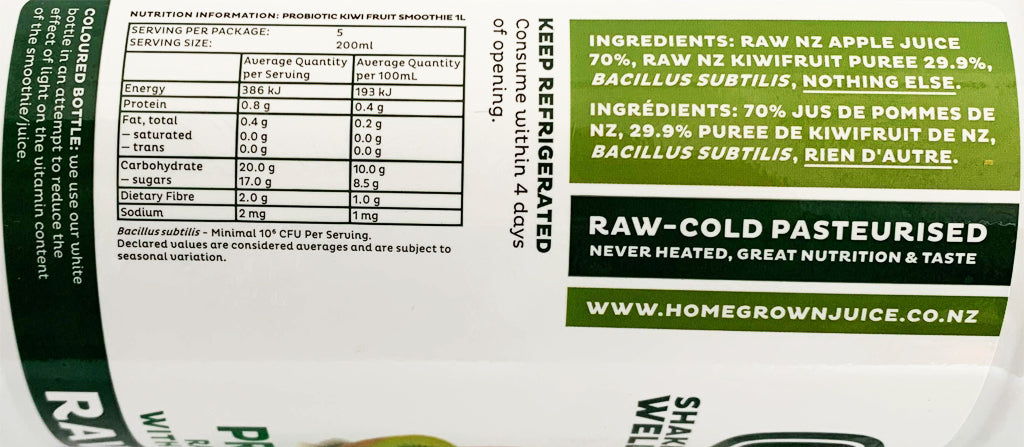 COLOURED BOTTLE: we use our white
bottle in an attempt to reduce the
effect of light on the vitamin content
of the smoothie/juice.
NUTRITION INFORMATION: PROBIOTIC KIWI FRUIT SMOOTHIE 1L
SERVING PER PACKAGE: 5
SERVING SIZE: 200ml
Average Quantity per Serving Average Quantity per 100mL
Energy 386 kJ 193 kJ
Protein 0.8 g 0.4 g
Fat, total 0.4 g 0.2 g
– saturated 0.0 g 0.0 g
– trans 0.0 g 0.0 g
Carbohydrate 20.0 g 10.0 g
– sugars 17.0 g 8.5 g
Dietary Fibre 2.0 g 1.0 g
Sodium 2 mg 1 mg
Bacillus subtilis - Minimal 10⁶ CFU Per Serving.
Declared values are considered averages and are subject to
seasonal variation.
KEEP REFRIGERATED
Consume within 4 days
of opening.
INGREDIENTS: RAW NZ APPLE JUICE
70%, RAW NZ KIWIFRUIT PUREE 29.9%,
BACILLUS SUBTILIS, NOTHING ELSE.
INGRÉDIENTS: 70% JUS DE POMMES DE
NZ, 29.9% PUREE DE KIWIFRUIT DE NZ,
BACILLUS SUBTILIS, RIEN D'AUTRE.
RAW-COLD PASTEURISED
NEVER HEATED, GREAT NUTRITION & TASTE
WWW.HOMEGROWNJUICE.CO.NZ